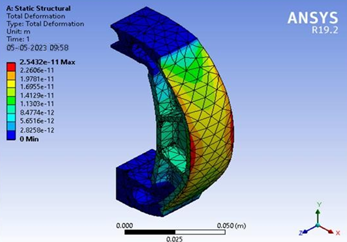 A: Static Structural
Total Deformation
Type: Total Deformation
Unit: m
Time: 1
05-05-2023 09:58
2.5432e-11 Max
2.2606e-11
1.9781e-11
1.6955e-11
1.4129e-11
1.1303e-11
8.4774e-12
5.6516e-12
2.8258e-12
0 Min
ANSYS
R19.2
0.000
0.050 (m)
0.025
Y
Z
X